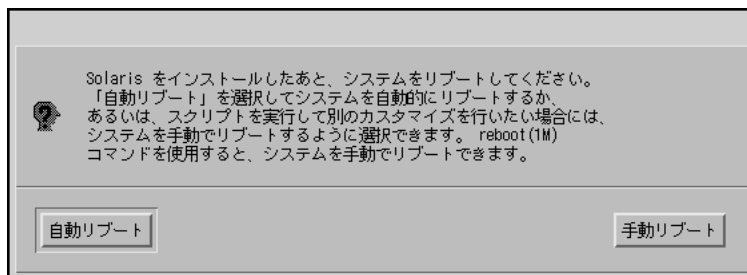 Solaris をインストールしたあと、システムをリブートしてください。
「自動リブート」を選択してシステムを自動的にリブートするか、
あるいは、スクリプトを実行して別のカスタマイズを行いたい場合には、
システムを手動でリブートするように選択できます。 reboot(1M)
コマンドを使用すると、システムを手動でリブートできます。
自動リブート
手動リブート